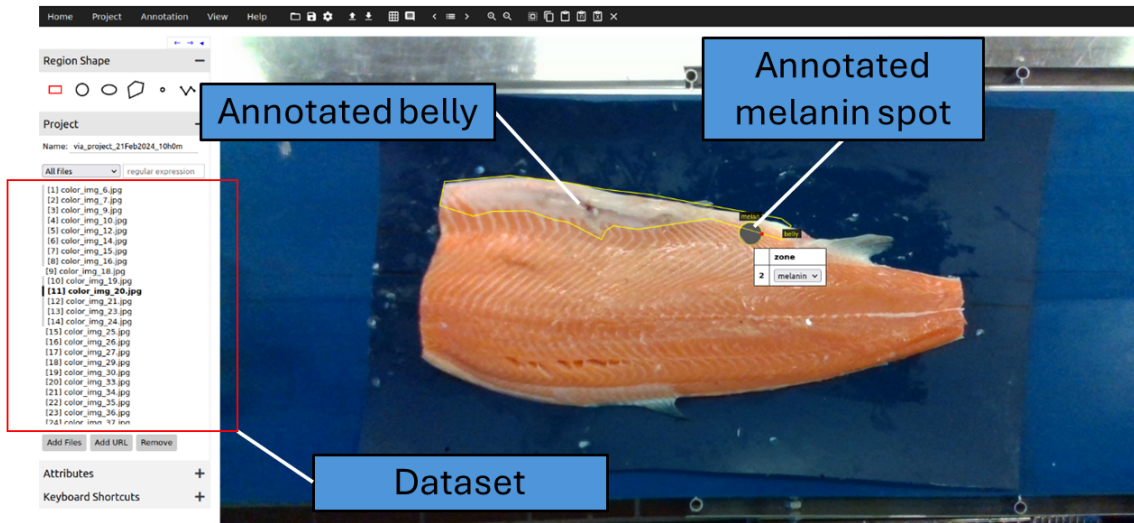 Home Project Annotation View Help
Region Shape
Project
Name: via_project_21Feb2024_10h0m
All files regular expression
[1] color_img_6.jpg
[2] color_img_7.jpg
[3] color_img_9.jpg
[4] color_img_10.jpg
[5] color_img_12.jpg
[6] color_img_14.jpg
[7] color_img_15.jpg
[8] color_img_16.jpg
[9] color_img_18.jpg
[10] color_img_19.jpg
[11] color_img_20.jpg
[12] color_img_21.jpg
[13] color_img_23.jpg
[14] color_img_24.jpg
[15] color_img_25.jpg
[16] color_img_26.jpg
[17] color_img_27.jpg
[18] color_img_29.jpg
[19] color_img_30.jpg
[20] color_img_33.jpg
[21] color_img_34.jpg
[22] color_img_35.jpg
[23] color_img_36.jpg
[24] color_img_37.jpg
Add Files Add URL Remove
Attributes
Keyboard Shortcuts
Annotated belly
Annotated
melanin spot
melan
belly
zone
2 melanin
Dataset